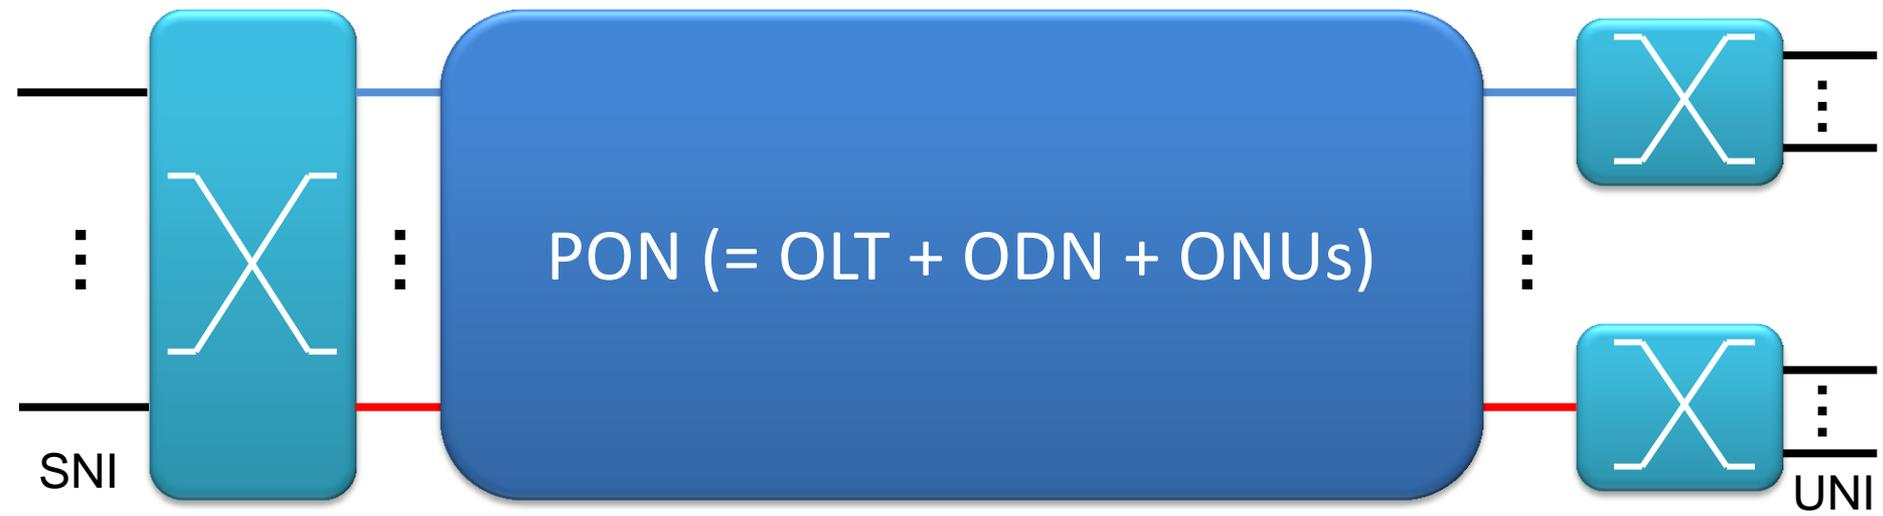 SNI
PON (= OLT + ODN + ONUs)
UNI